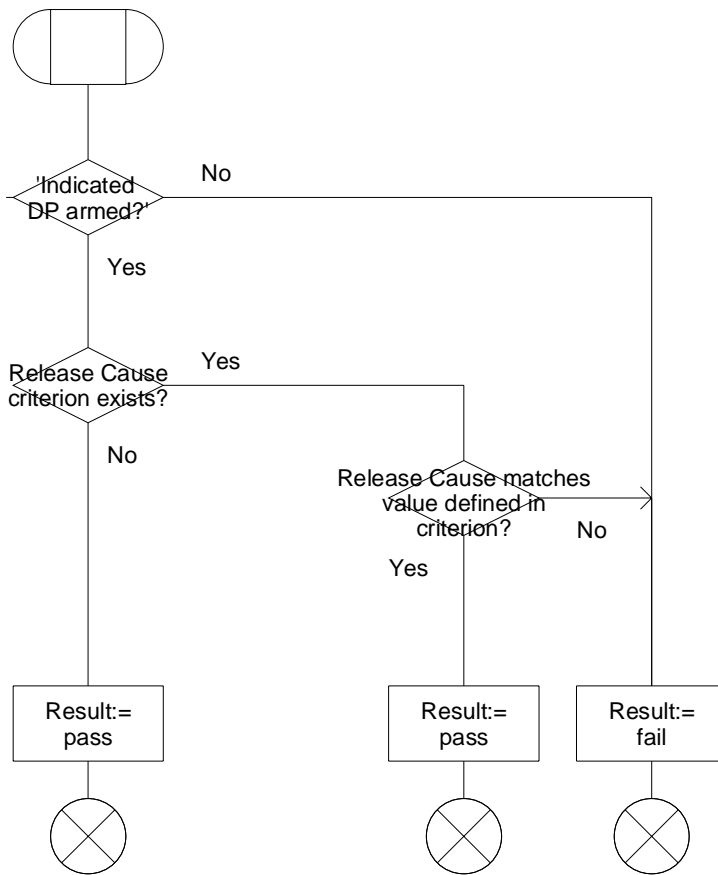 'Indicated
DP armed?'
No
Yes
Release Cause
criterion exists?
Yes
No
Release Cause matches
value defined in
criterion?
No
Yes
Result:=
pass
Result:=
pass
Result:=
fail